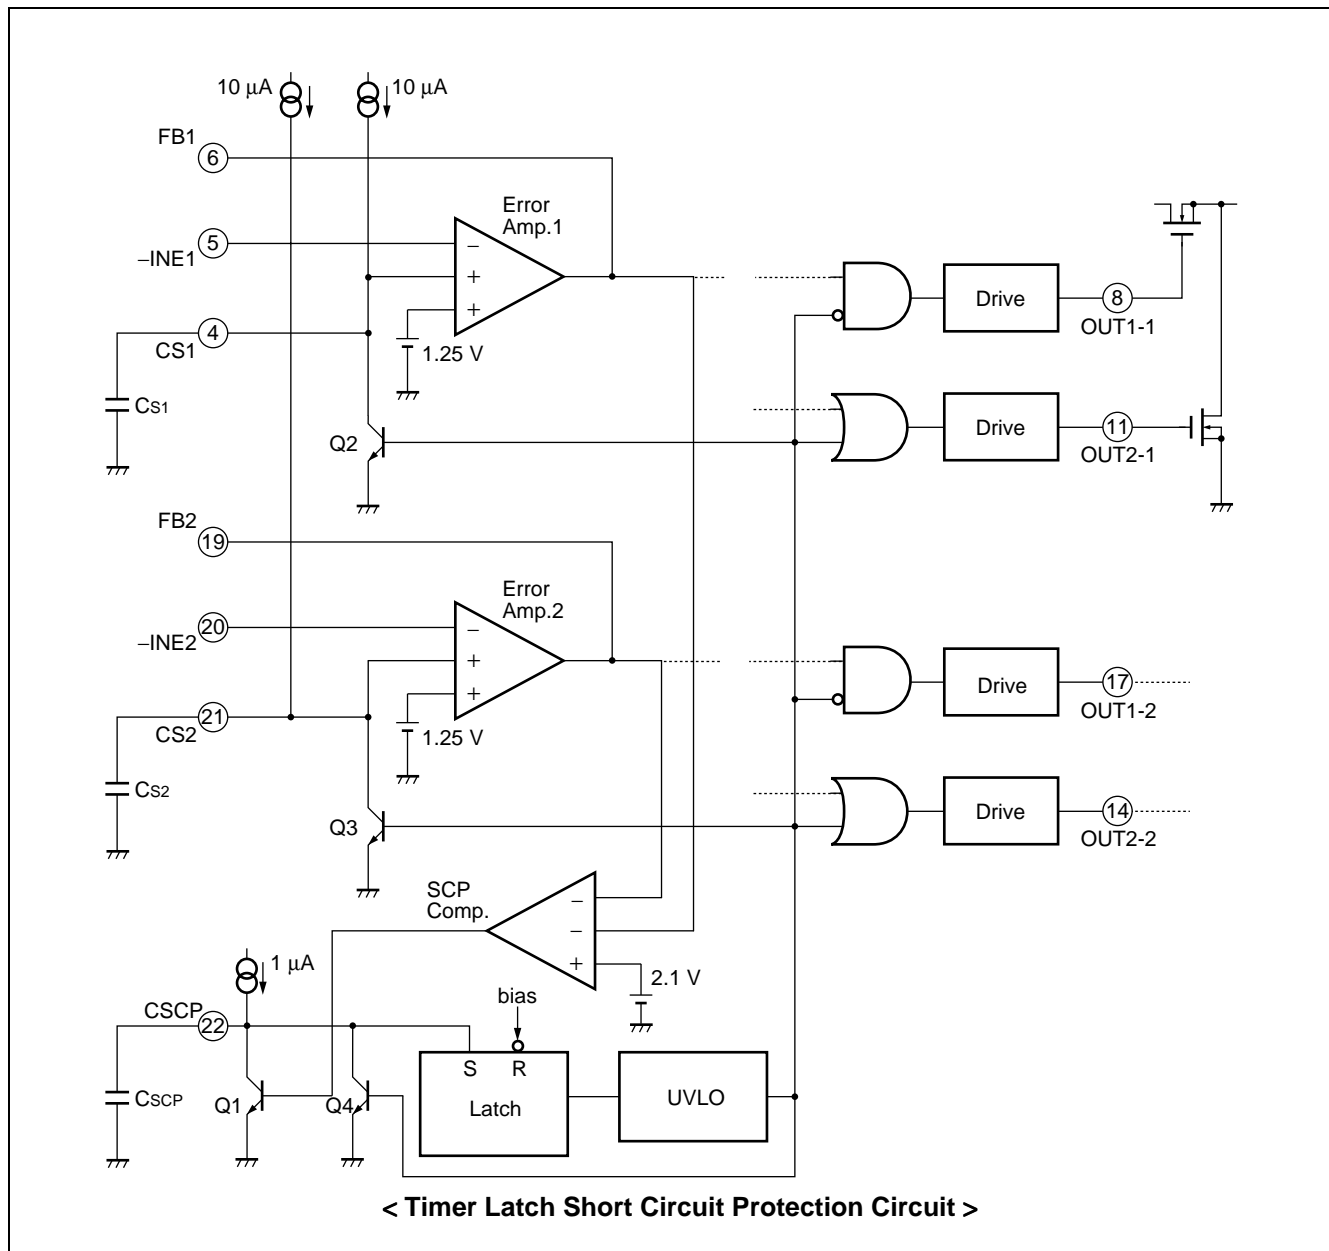 10 μA
10 μA
FB1
6
Error
Amp.1
−INE1
5
−
+
+
8
Drive
OUT1-1
CS1
4
1.25 V
CS1
Q2
Drive
11
OUT2-1
FB2
19
Error
Amp.2
−INE2
20
−
+
+
17
Drive
OUT1-2
CS2
21
1.25 V
CS2
Q3
Drive
14
OUT2-2
SCP
Comp.
−
−
+
1 μA
2.1 V
bias
CSCP
22
S R
CSCP
Q1
Q4
Latch
UVLO
< Timer Latch Short Circuit Protection Circuit >